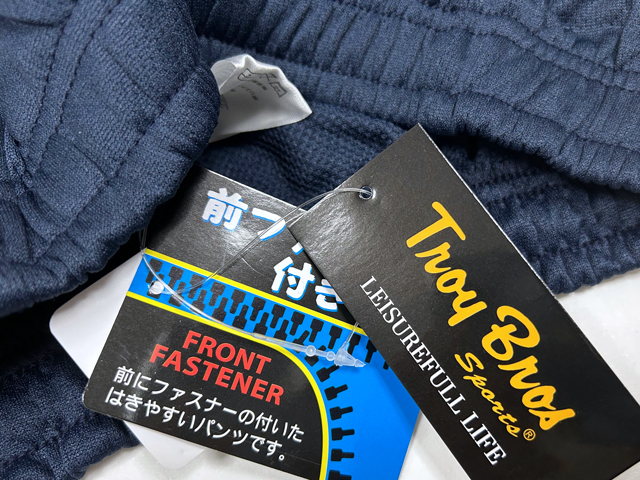 前フ
付き
FRONT
FASTENER
前にファスナーの付いた
はきやすいパンツです。
Troy Bros
Sports®
LEISUREFULL LIFE